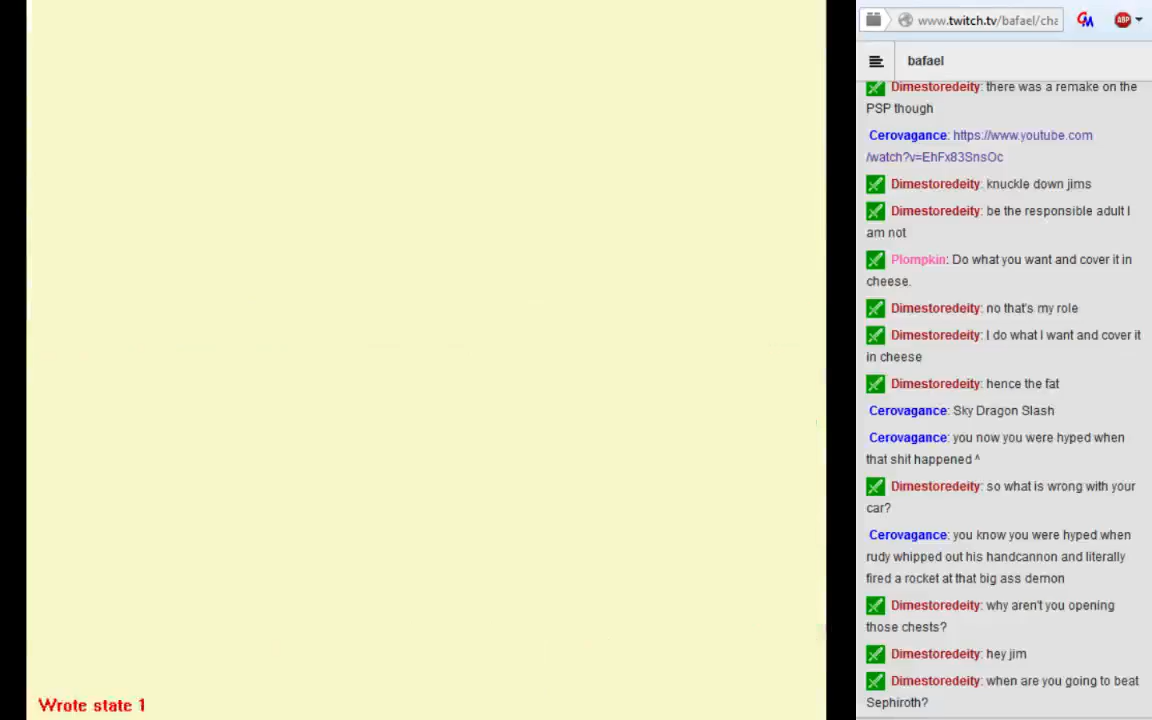 www.twitch.tv/bafael/cha
GM
ABP
bafael
Dimestoredeity: there was a remake on the
PSP though
Cerovagance: https://www.youtube.com
/watch?v=EhFx83SnsOc
Dimestoredeity: knuckle down jims
Dimestoredeity: be the responsible adult I
am not
Plompkin: Do what you want and cover it in
cheese.
Dimestoredeity: no that's my role
Dimestoredeity: I do what I want and cover it
in cheese
Dimestoredeity: hence the fat
Cerovagance: Sky Dragon Slash
Cerovagance: you now you were hyped when
that shit happened ^
Dimestoredeity: so what is wrong with your
car?
Cerovagance: you know you were hyped when
rudy whipped out his handcannon and literally
fired a rocket at that big ass demon
Dimestoredeity: why aren't you opening
those chests?
Dimestoredeity: hey jim
Dimestoredeity: when are you going to beat
Sephiroth?
Wrote state 1